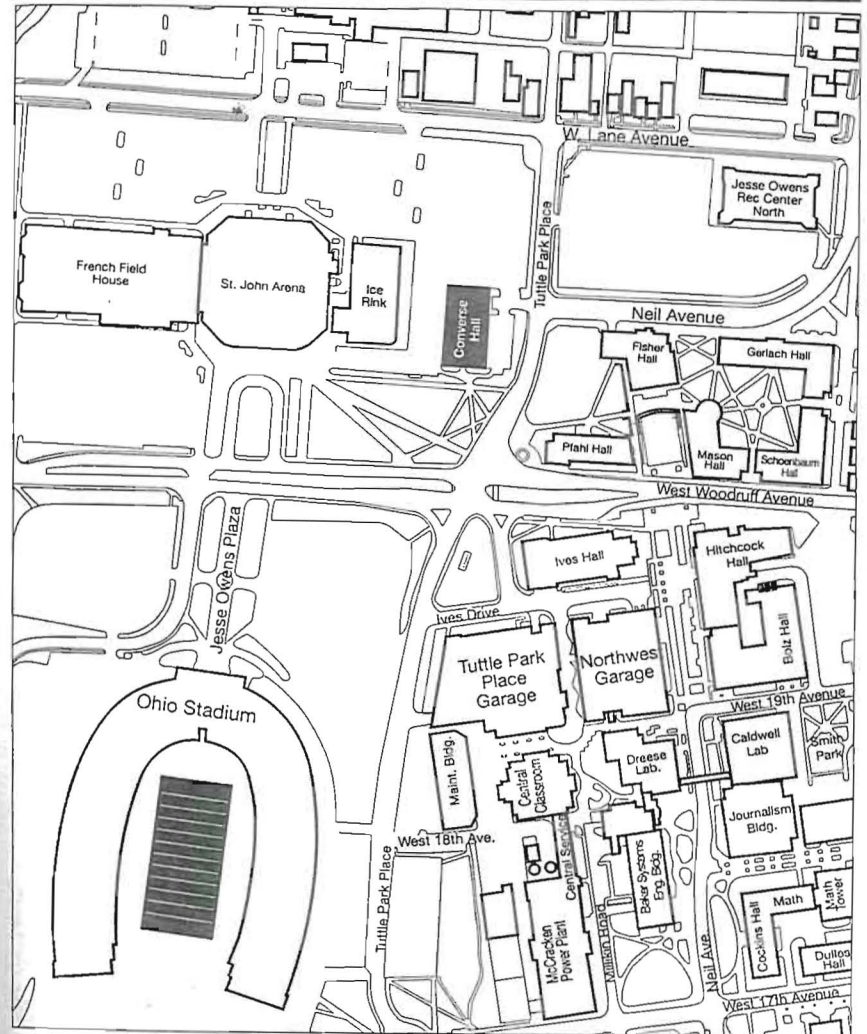 W. Lane Avenue
Jesse Owens
Rec Center
North
Tuttle Park Place
French Field
House
St. John Arena
Ice
Rink
Converse
Hall
Neil Avenue
Fisher
Hall
Gerlach Hall
Pfahl Hall
Mason
Hall
Schoenbaum
Hall
West Woodruff Avenue
Jesse Owens Plaza
Ives Hall
Hitchcock
Hall
Ives Drive
Bolz Hall
Tuttle Park
Place
Garage
Northwes
Garage
Ohio Stadium
West 19th Avenue
Maint. Bldg.
Central
Classroom
Dreese
Lab.
Caldwell
Lab
Smith
Park
Journalism
Bldg.
West 18th Ave.
Tuttle Park Place
Central Service
McCracken
Power Plant
Baker Systems
Eng. Bldg.
Millikin Road
Neil Ave.
Cockins Hall
Math
Math
Tower
Dulles
Hall
West 17th Avenue